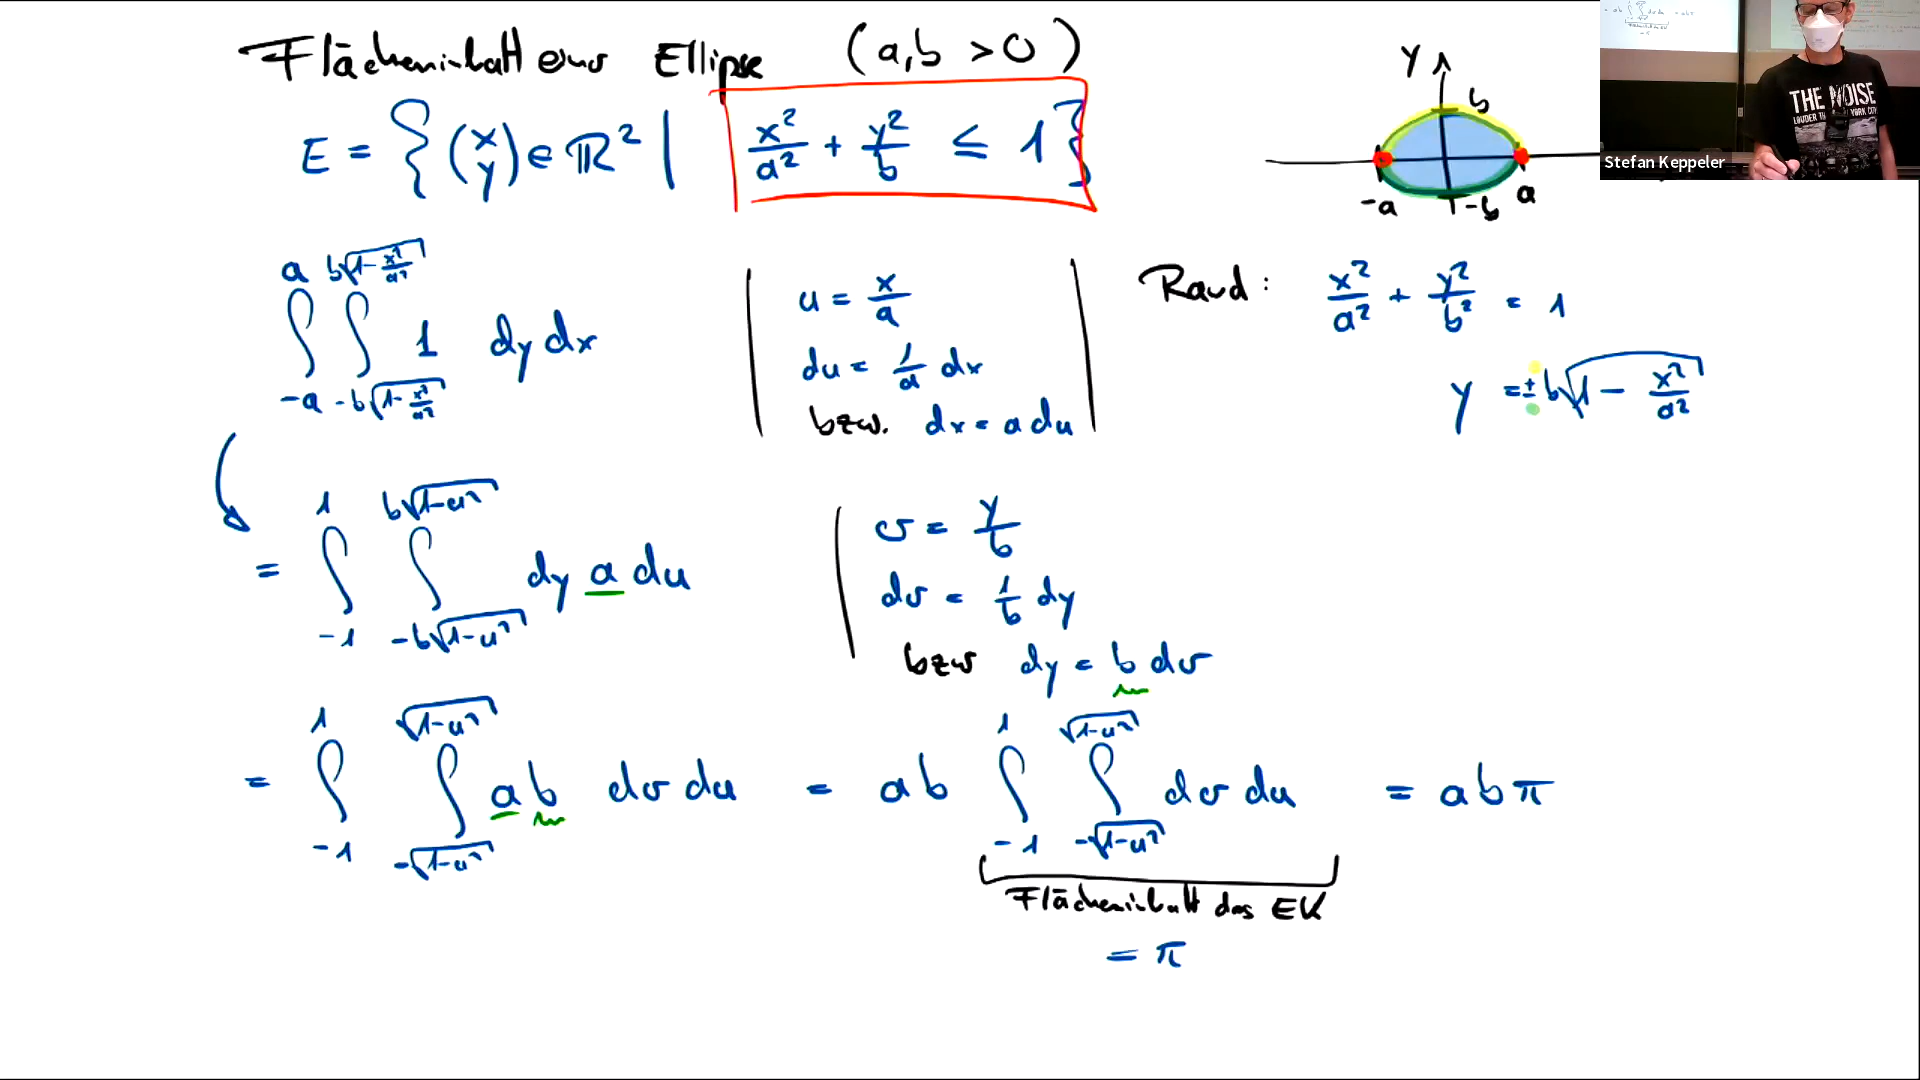 Flächeninhalt einer Ellipse (a,b > 0)
E = { (x y) ∈ ℝ² | x²/a² + y²/b ≤ 1 }
y
b
-a
-b
a
THE NOISE
Stefan Keppeler
∫_{-a}^{a} ∫_{-b√(1-x²/a²)}^{b√(1-x²/a²)} 1 dy dx
u = x/a
du = 1/a dx
bzw. dx = a du
Rand: x²/a² + y²/b² = 1
y = ± b√(1 - x²/a²)
= ∫_{-1}^{1} ∫_{-b√(1-u²)}^{b√(1-u²)} dy a du
v = y/b
dv = 1/b dy
bzw dy = b dv
= ∫_{-1}^{1} ∫_{-√(1-u²)}^{√(1-u²)} ab dv du = ab ∫_{-1}^{1} ∫_{-√(1-u²)}^{√(1-u²)} dv du = abπ
Flächeninhalt des EK
= π